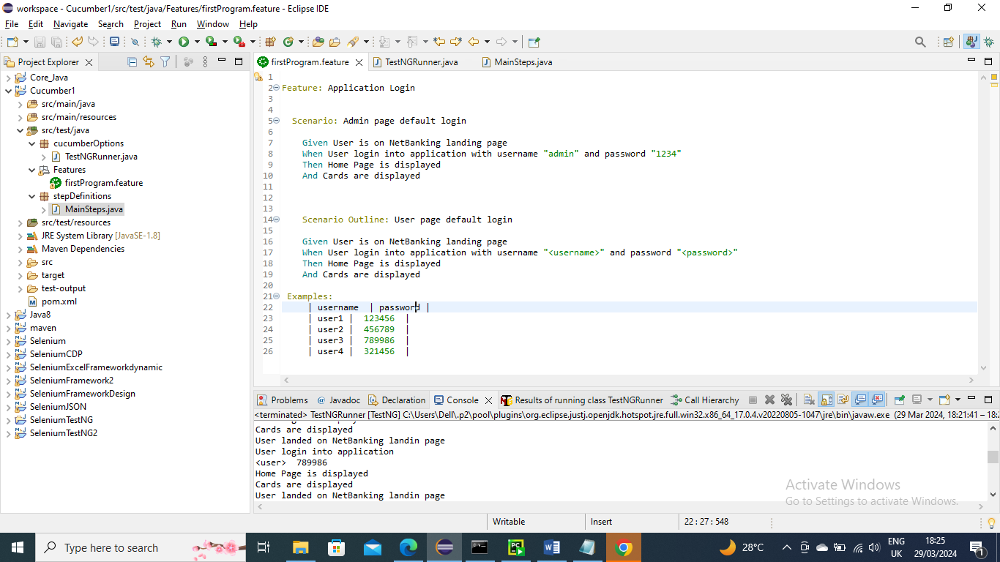 workspace - Cucumber1/src/test/java/Features/firstProgram.feature - Eclipse IDE
File Edit Navigate Search Project Run Window Help
Project Explorer
Core_Java
Cucumber1
src/main/java
src/main/resources
src/test/java
cucumberOptions
TestNGRunner.java
Features
firstProgram.feature
stepDefinitions
MainSteps.java
src/test/resources
JRE System Library [JavaSE-1.8]
Maven Dependencies
src
target
test-output
pom.xml
Java8
maven
Selenium
SeleniumCDP
SeleniumExcelFrameworkdynamic
SeleniumFramework2
SeleniumFrameworkDesign
SeleniumJSON
SeleniumTestNG
SeleniumTestNG2
firstProgram.feature TestNGRunner.java MainSteps.java
1
2 Feature: Application Login
3
4
5 Scenario: Admin page default login
6
7 Given User is on NetBanking landing page
8 When User login into application with username "admin" and password "1234"
9 Then Home Page is displayed
10 And Cards are displayed
11
12
13
14 Scenario Outline: User page default login
15
16 Given User is on NetBanking landing page
17 When User login into application with username "<username>" and password "<password>"
18 Then Home Page is displayed
19 And Cards are displayed
20
21 Examples:
22 | username | password |
23 | user1 | 123456 |
24 | user2 | 456789 |
25 | user3 | 789986 |
26 | user4 | 321456 |
Problems @ Javadoc Declaration Console Results of running class TestNGRunner Call Hierarchy
<terminated> TestNGRunner [TestNG] C:\Users\Dell\.p2\pool\plugins\org.eclipse.justj.openjdk.hotspot.jre.full.win32.x86_64_17.0.4.v20220805-1047\jre\bin\javaw.exe (29 Mar 2024, 18:21:41 – 18:
Cards are displayed
User landed on NetBanking landin page
User login into application
<user> 789986
Home Page is displayed
Cards are displayed
User landed on NetBanking landin page
Activate Windows
Go to Settings to activate Windows.
Writable Insert 22 : 27 : 548
Type here to search
28°C
ENG
UK
18:25
29/03/2024
1